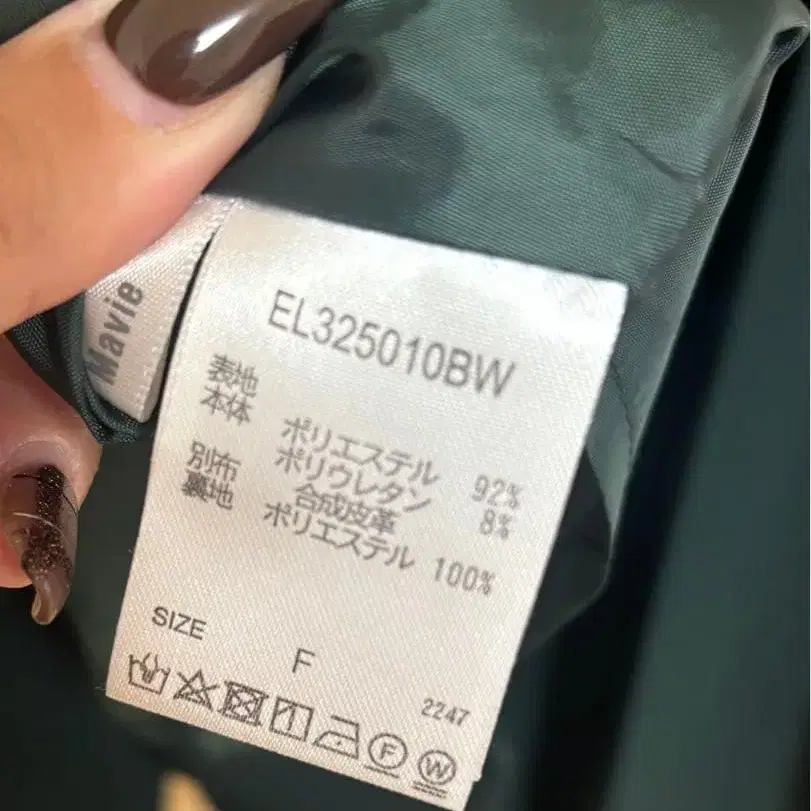 Mavie
EL325010BW
表地
本体 ポリエステル 92%
ポリウレタン 8%
別布 合成皮革
裏地 ポリエステル 100%
SIZE
F
2247
F
W